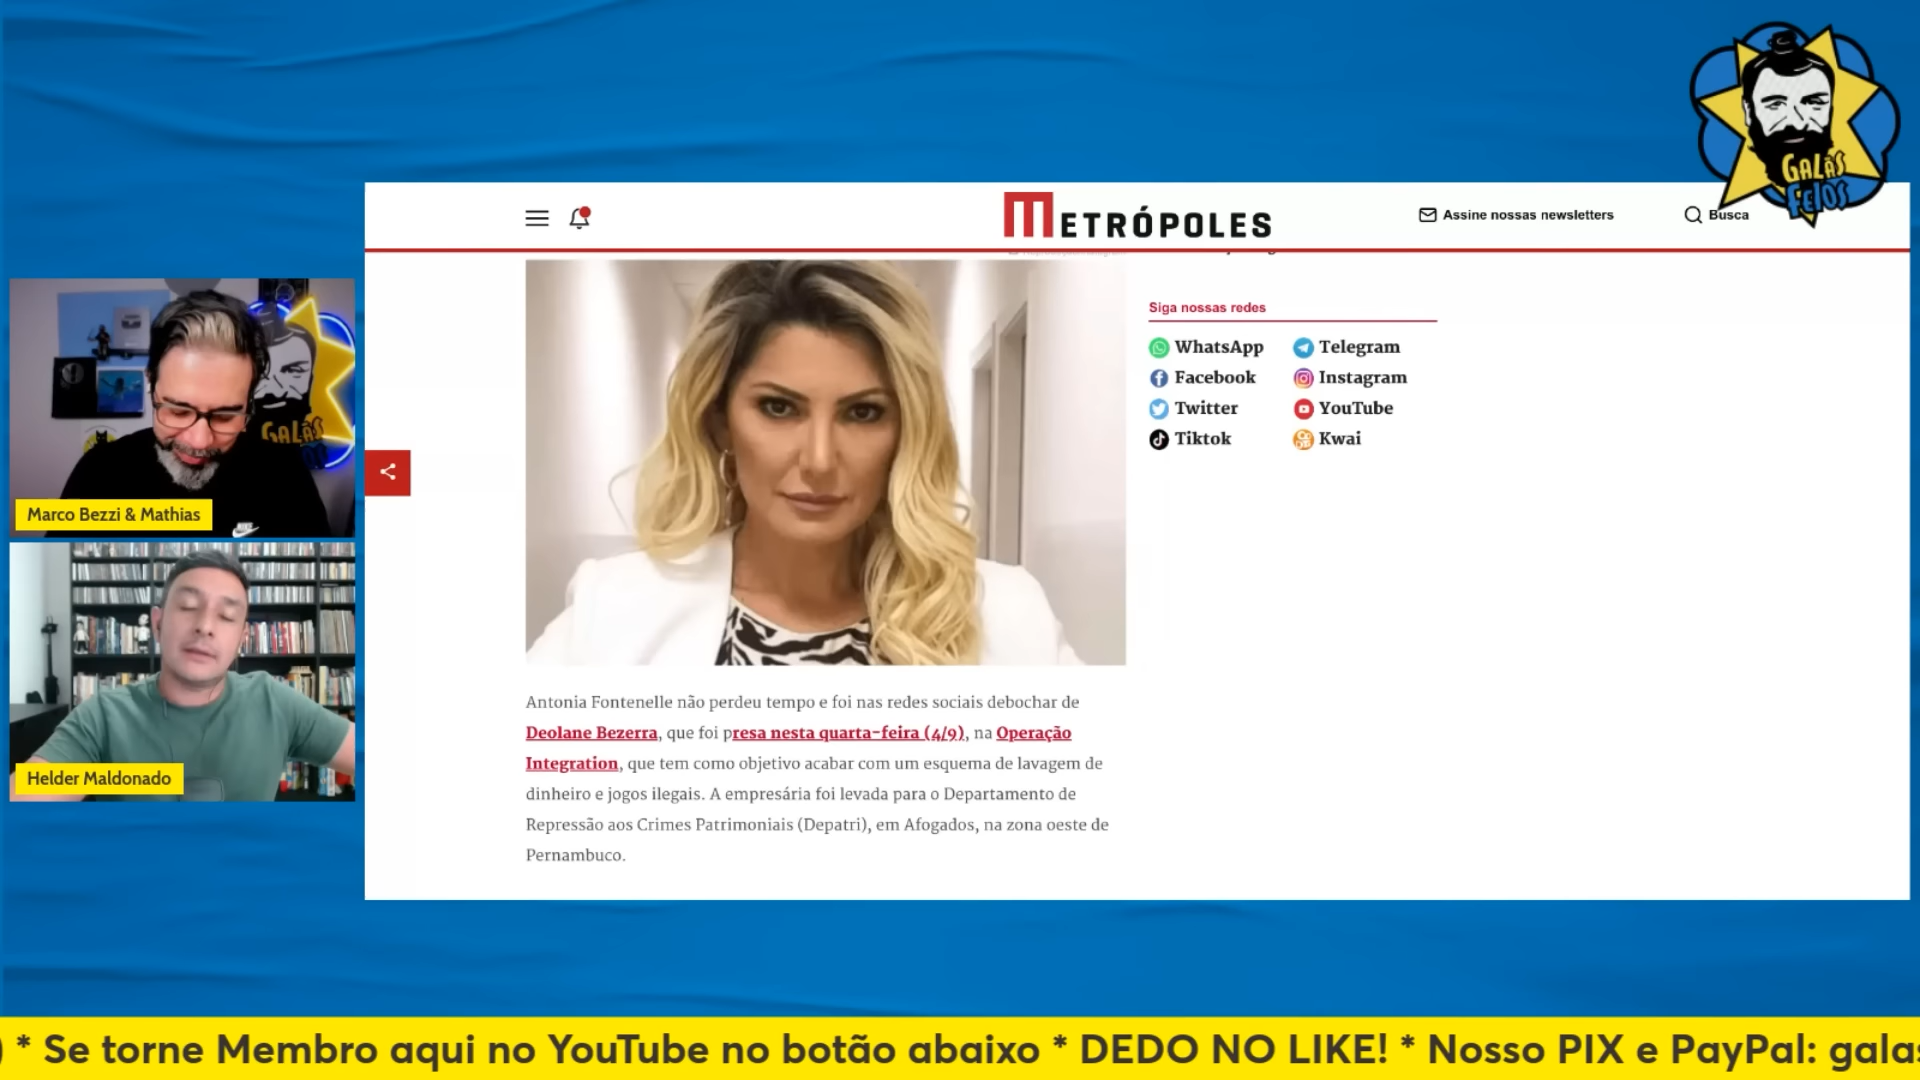 GALÃS
FEIOS
METRÓPOLES
Assine nossas newsletters
Busca
Siga nossas redes
WhatsApp
Telegram
Facebook
Instagram
Twitter
YouTube
Tiktok
Kwai
GALÃS
Marco Bezzi & Mathias
Helder Maldonado
Antonia Fontenelle não perdeu tempo e foi nas redes sociais debochar de
Deolane Bezerra, que foi presa nesta quarta-feira (4/9), na Operação
Integration, que tem como objetivo acabar com um esquema de lavagem de
dinheiro e jogos ilegais. A empresária foi levada para o Departamento de
Repressão aos Crimes Patrimoniais (Depatri), em Afogados, na zona oeste de
Pernambuco.
) * Se torne Membro aqui no YouTube no botão abaixo * DEDO NO LIKE! * Nosso PIX e PayPal: galas